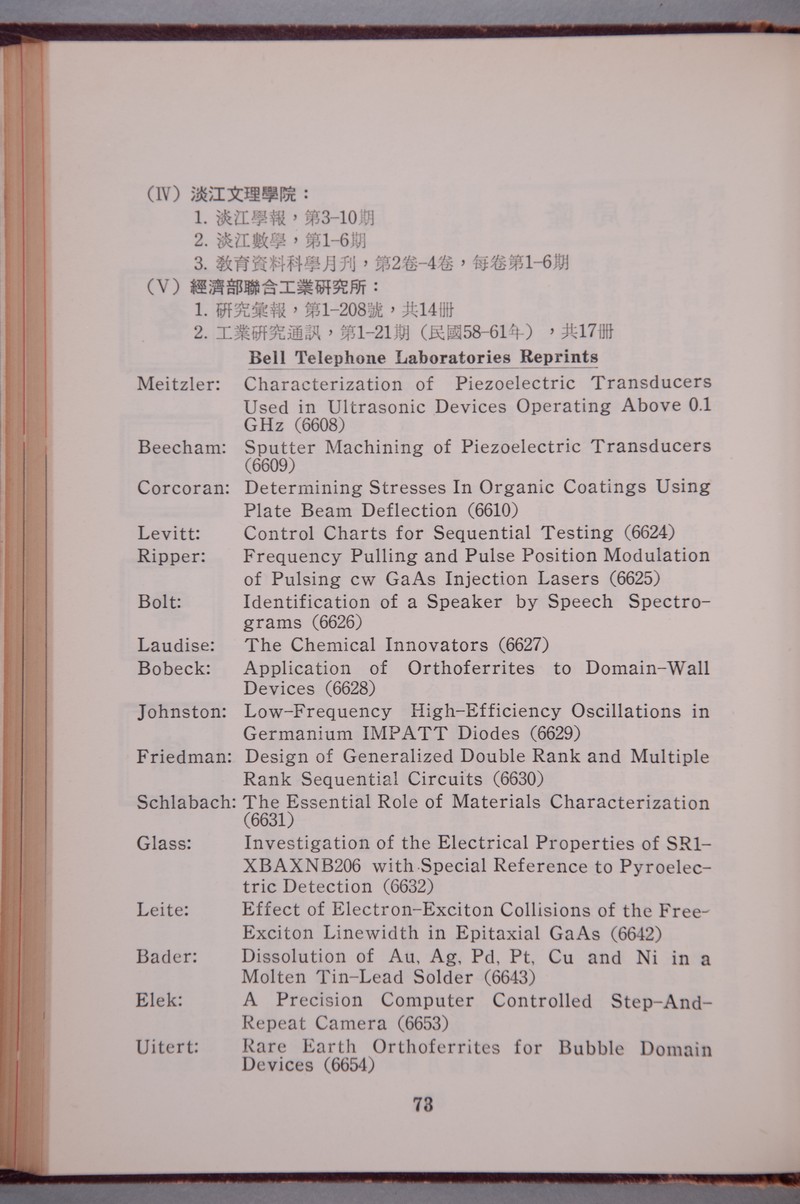 (IV) 淡江文理學院：
1. 淡江學報，第3-10期
2. 淡江數學，第1-6期
3. 敎育資料科學月刋，第2卷-4卷，每卷第1-6期
(V) 經濟部聯合工業硏究所：
1. 硏究彙報，第1-208號，共14冊
2. 工業硏究通訊，第1-21期（民國58-61年），共17冊
Bell Telephone Laboratories Reprints
Meitzler: Characterization of Piezoelectric Transducers
Used in Ultrasonic Devices Operating Above 0.1
GHz (6608)
Beecham: Sputter Machining of Piezoelectric Transducers
(6609)
Corcoran: Determining Stresses In Organic Coatings Using
Plate Beam Deflection (6610)
Levitt: Control Charts for Sequential Testing (6624)
Ripper: Frequency Pulling and Pulse Position Modulation
of Pulsing cw GaAs Injection Lasers (6625)
Bolt: Identification of a Speaker by Speech Spectro-
grams (6626)
Laudise: The Chemical Innovators (6627)
Bobeck: Application of Orthoferrites to Domain-Wall
Devices (6628)
Johnston: Low-Frequency High-Efficiency Oscillations in
Germanium IMPATT Diodes (6629)
Friedman: Design of Generalized Double Rank and Multiple
Rank Sequential Circuits (6630)
Schlabach: The Essential Role of Materials Characterization
(6631)
Glass: Investigation of the Electrical Properties of SR1-
XBAXNB206 with Special Reference to Pyroelec-
tric Detection (6632)
Leite: Effect of Electron-Exciton Collisions of the Free-
Exciton Linewidth in Epitaxial GaAs (6642)
Bader: Dissolution of Au, Ag, Pd, Pt, Cu and Ni in a
Molten Tin-Lead Solder (6643)
Elek: A Precision Computer Controlled Step-And-
Repeat Camera (6653)
Uitert: Rare Earth Orthoferrites for Bubble Domain
Devices (6654)
73